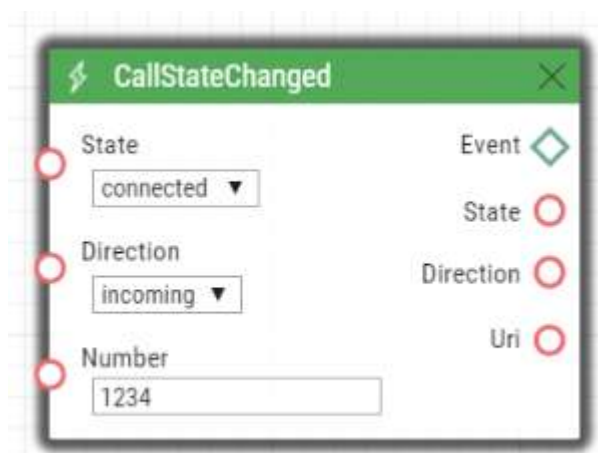 CallStateChanged
State
Event
connected ▼
State
Direction
Direction
incoming ▼
Uri
Number
1234